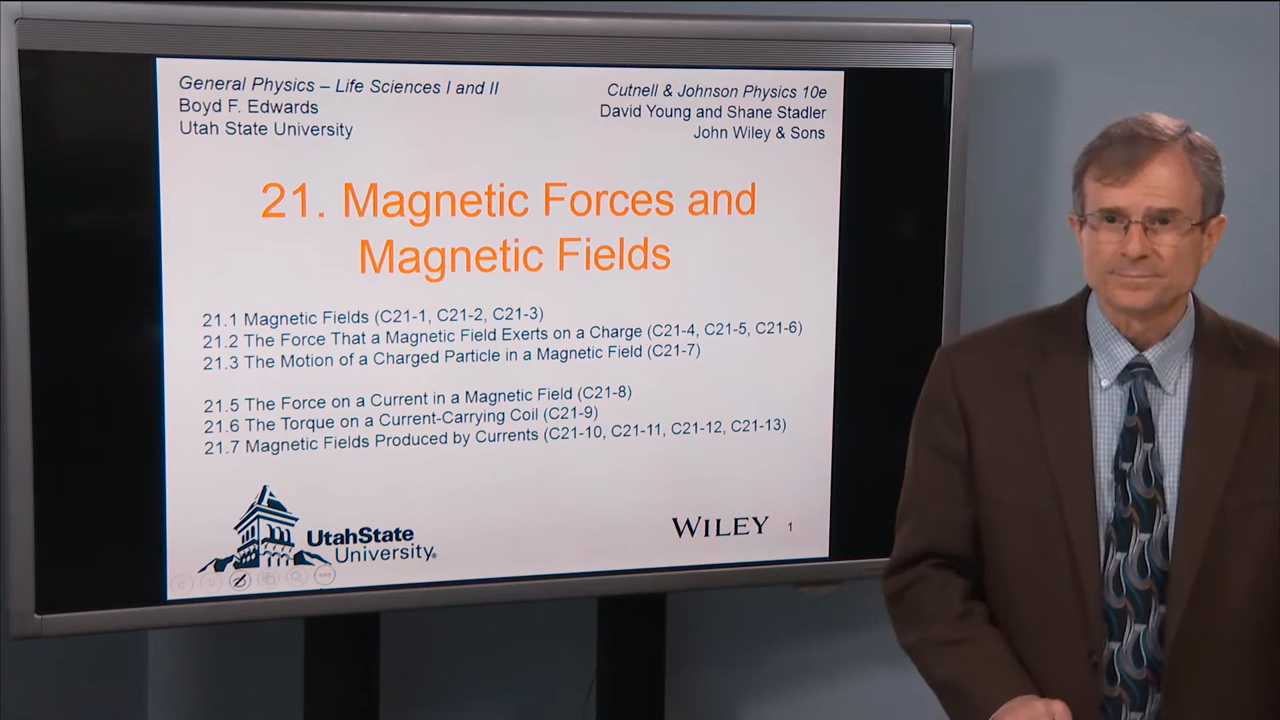 General Physics – Life Sciences I and II
Boyd F. Edwards
Utah State University
Cutnell & Johnson Physics 10e
David Young and Shane Stadler
John Wiley & Sons
21. Magnetic Forces and
Magnetic Fields
21.1 Magnetic Fields (C21-1, C21-2, C21-3)
21.2 The Force That a Magnetic Field Exerts on a Charge (C21-4, C21-5, C21-6)
21.3 The Motion of a Charged Particle in a Magnetic Field (C21-7)
21.5 The Force on a Current in a Magnetic Field (C21-8)
21.6 The Torque on a Current-Carrying Coil (C21-9)
21.7 Magnetic Fields Produced by Currents (C21-10, C21-11, C21-12, C21-13)
UtahState
University®
WILEY
1